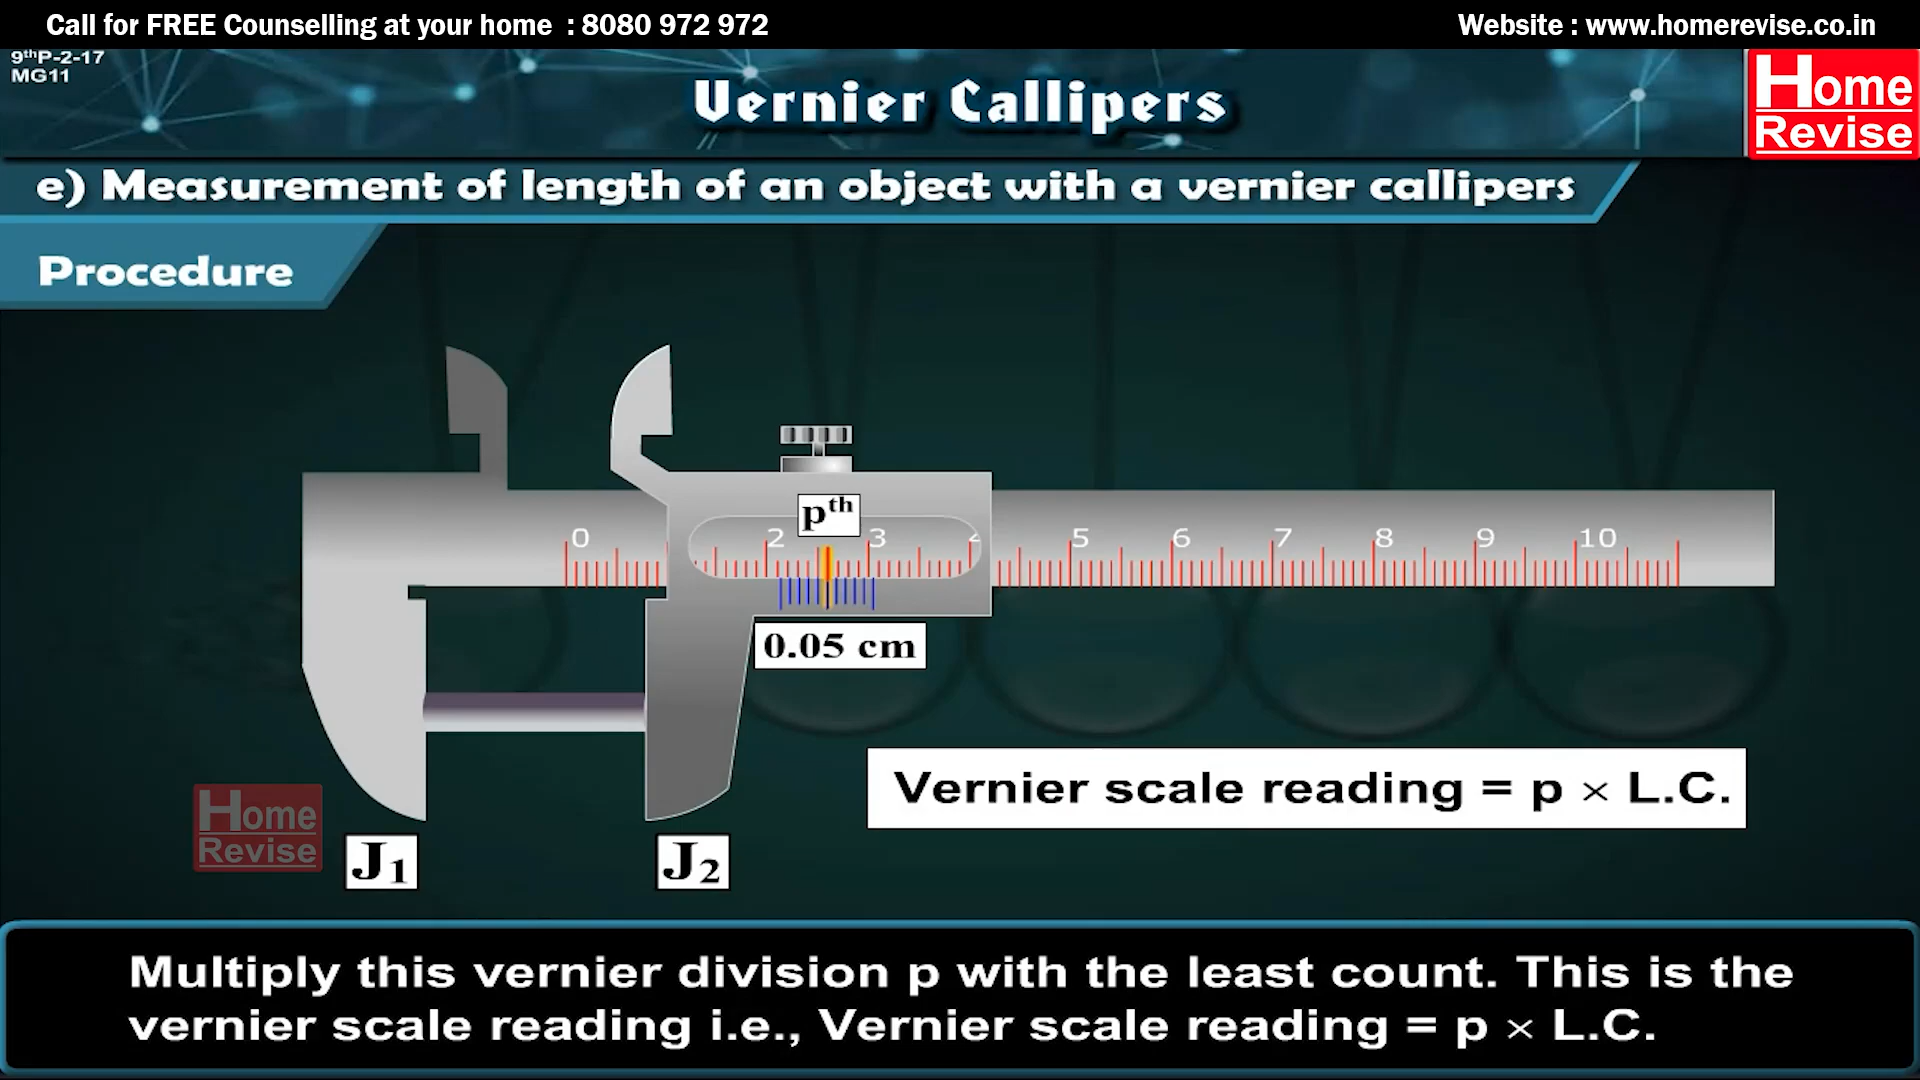 Call for FREE Counselling at your home : 8080 972 972
Website : www.homerevise.co.in
9thP-2-17
MG11
Vernier Callipers
Home
Revise
e) Measurement of length of an object with a vernier callipers
Procedure
pth
0 2 3 4 5 6 7 8 9 10
0.05 cm
Vernier scale reading = p × L.C.
Home
Revise
J1
J2
Multiply this vernier division p with the least count. This is the
vernier scale reading i.e., Vernier scale reading = p × L.C.